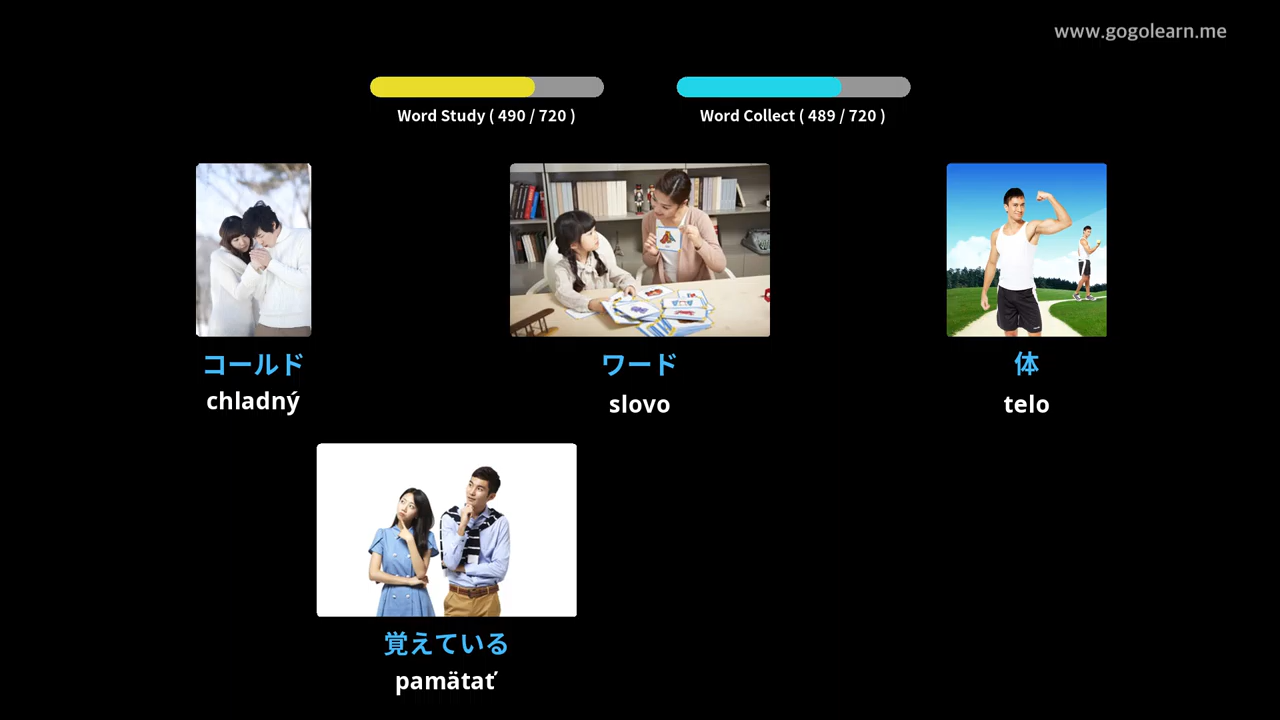 www.gogolearn.me
Word Study ( 490 / 720 )
Word Collect ( 489 / 720 )
コールド
chladný
ワード
slovo
体
telo
覚えている
pamätať